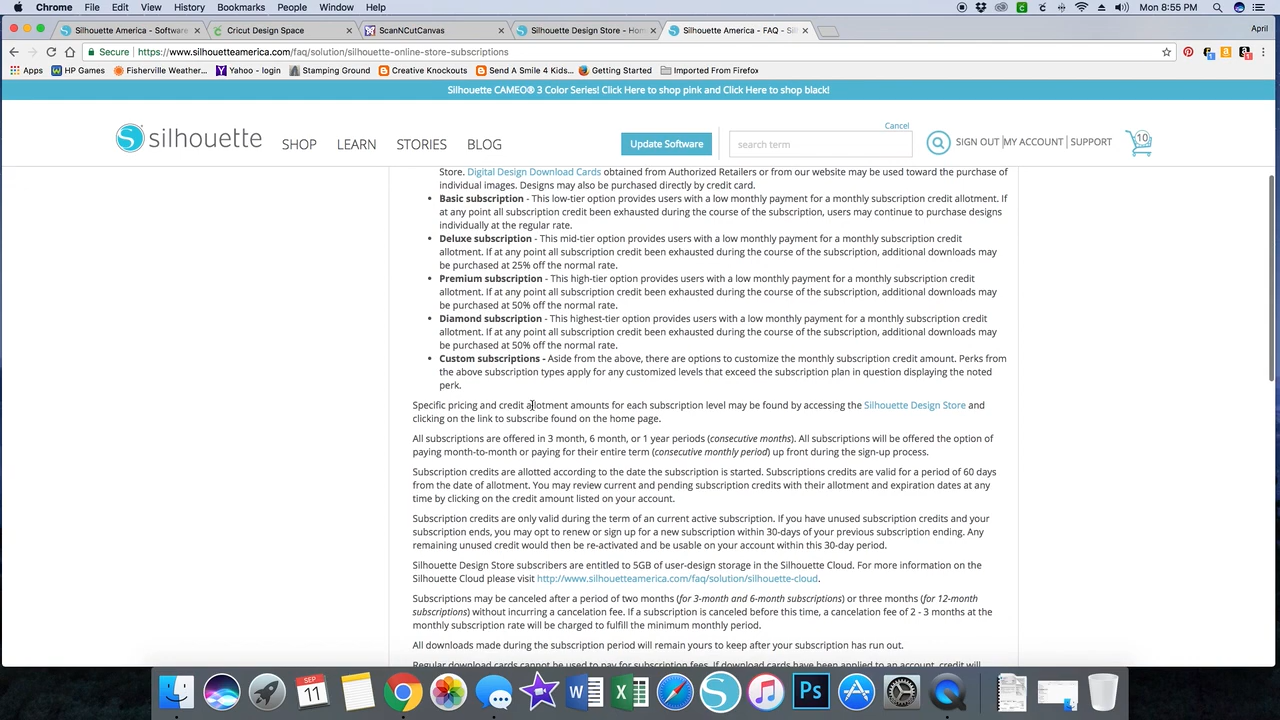 Chrome File Edit View History Bookmarks People Window Help Mon 8:55 PM
Silhouette America - Software Cricut Design Space ScanNCutCanvas Silhouette Design Store - Hom Silhouette America - FAQ - Sil April
Secure https://www.silhouetteamerica.com/faq/solution/silhouette-online-store-subscriptions
Apps HP Games Fisherville Weather... Yahoo - login Stamping Ground Creative Knockouts Send A Smile 4 Kids... Getting Started Imported From Firefox
Silhouette CAMEO® 3 Color Series! Click Here to shop pink and Click Here to shop black!
Cancel
silhouette SHOP LEARN STORIES BLOG Update Software search term SIGN OUT |MY ACCOUNT | SUPPORT 10
Store. Digital Design Download Cards obtained from Authorized Retailers or from our website may be used toward the purchase of
individual images. Designs may also be purchased directly by credit card.
• Basic subscription - This low-tier option provides users with a low monthly payment for a monthly subscription credit allotment. If
at any point all subscription credit been exhausted during the course of the subscription, users may continue to purchase designs
individually at the regular rate.
• Deluxe subscription - This mid-tier option provides users with a low monthly payment for a monthly subscription credit
allotment. If at any point all subscription credit been exhausted during the course of the subscription, additional downloads may
be purchased at 25% off the normal rate.
• Premium subscription - This high-tier option provides users with a low monthly payment for a monthly subscription credit
allotment. If at any point all subscription credit been exhausted during the course of the subscription, additional downloads may
be purchased at 50% off the normal rate.
• Diamond subscription - This highest-tier option provides users with a low monthly payment for a monthly subscription credit
allotment. If at any point all subscription credit been exhausted during the course of the subscription, additional downloads may
be purchased at 50% off the normal rate.
• Custom subscriptions - Aside from the above, there are options to customize the monthly subscription credit amount. Perks from
the above subscription types apply for any customized levels that exceed the subscription plan in question displaying the noted
perk.
Specific pricing and credit allotment amounts for each subscription level may be found by accessing the Silhouette Design Store and
clicking on the link to subscribe found on the home page.
All subscriptions are offered in 3 month, 6 month, or 1 year periods (consecutive months). All subscriptions will be offered the option of
paying month-to-month or paying for their entire term (consecutive monthly period) up front during the sign-up process.
Subscription credits are allotted according to the date the subscription is started. Subscriptions credits are valid for a period of 60 days
from the date of allotment. You may review current and pending subscription credits with their allotment and expiration dates at any
time by clicking on the credit amount listed on your account.
Subscription credits are only valid during the term of an current active subscription. If you have unused subscription credits and your
subscription ends, you may opt to renew or sign up for a new subscription within 30-days of your previous subscription ending. Any
remaining unused credit would then be re-activated and be usable on your account within this 30-day period.
Silhouette Design Store subscribers are entitled to 5GB of user-design storage in the Silhouette Cloud. For more information on the
Silhouette Cloud please visit http://www.silhouetteamerica.com/faq/solution/silhouette-cloud.
Subscriptions may be canceled after a period of two months (for 3-month and 6-month subscriptions) or three months (for 12-month
subscriptions) without incurring a cancelation fee. If a subscription is canceled before this time, a cancelation fee of 2 - 3 months at the
monthly subscription rate will be charged to fulfill the minimum monthly period.
All downloads made during the subscription period will remain yours to keep after your subscription has run out.
Regular download cards cannot be used to pay for subscription fees. If download cards have been applied to an account, credit will
SEP
11
Ps